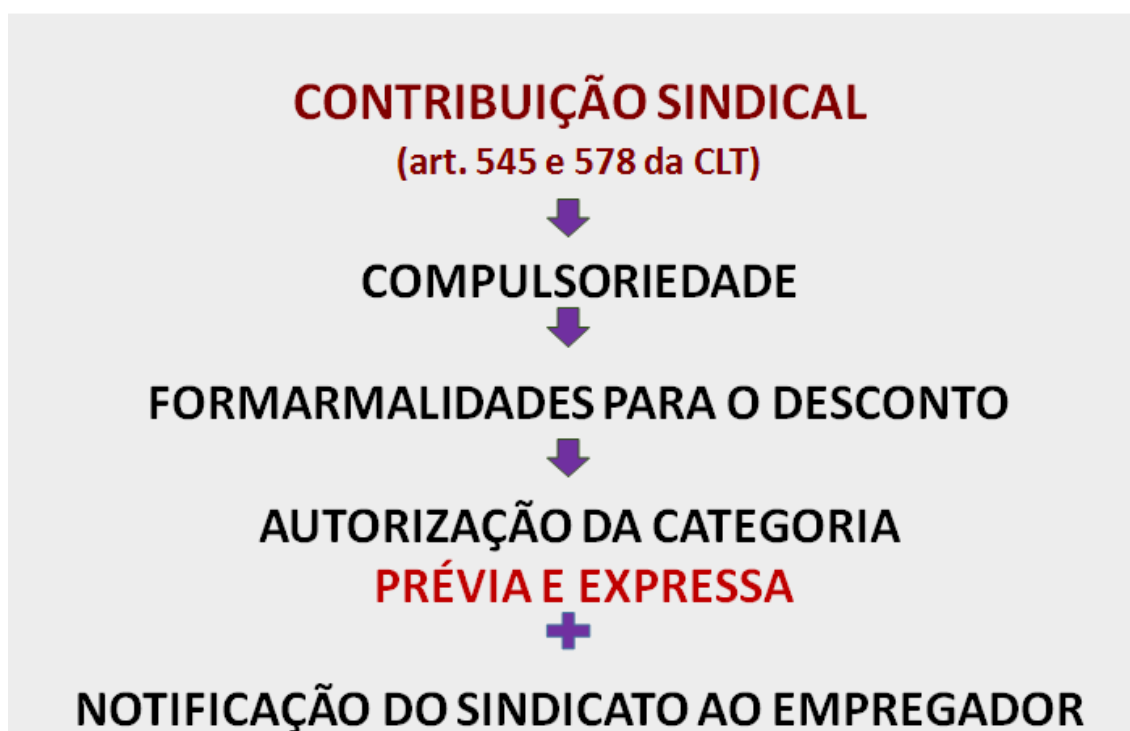 CONTRIBUIÇÃO SINDICAL
(art. 545 e 578 da CLT)
COMPULSORIEDADE
FORMARMALIDADES PARA O DESCONTO
AUTORIZAÇÃO DA CATEGORIA
PRÉVIA E EXPRESSA
NOTIFICAÇÃO DO SINDICATO AO EMPREGADOR